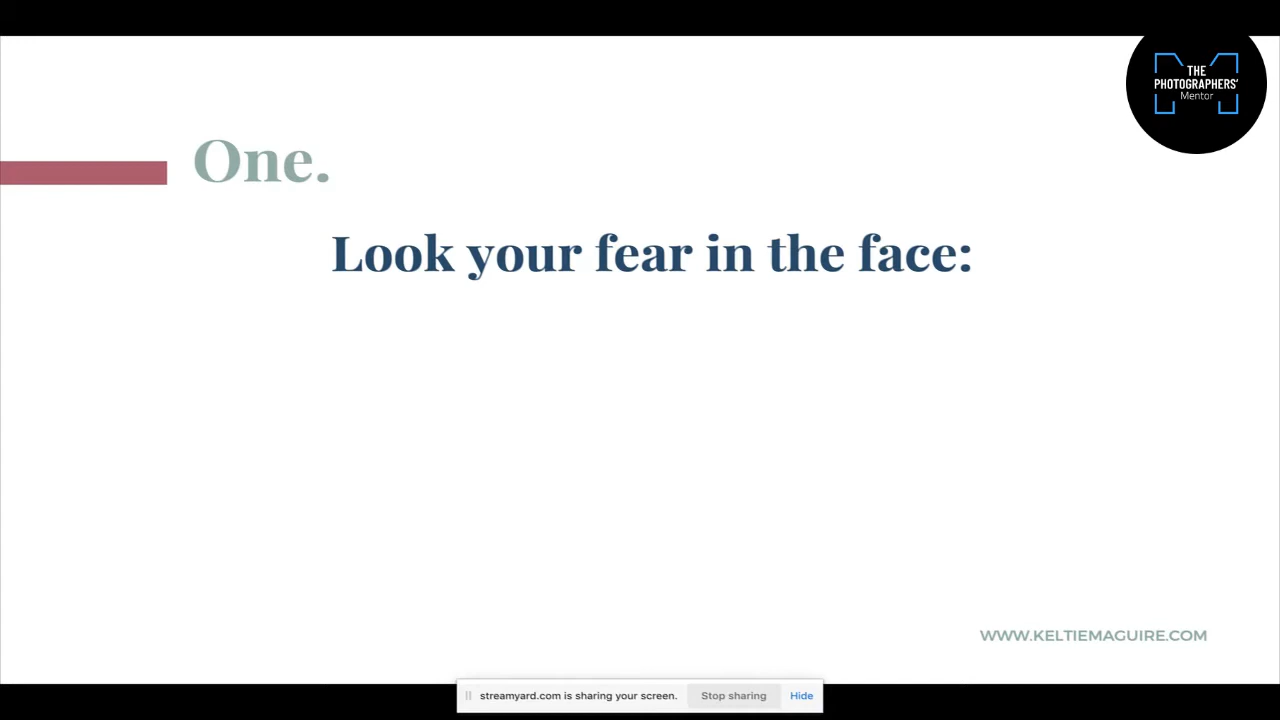 THE
PHOTOGRAPHERS'
Mentor
One.
Look your fear in the face:
WWW.KELTIEMAGUIRE.COM
streamyard.com is sharing your screen. Stop sharing Hide